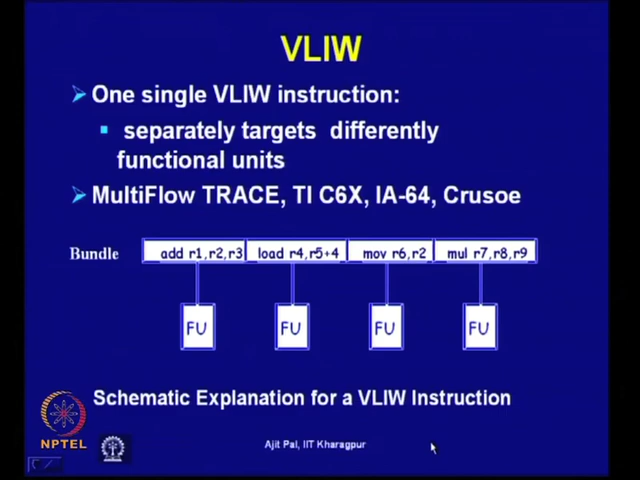 VLIW
One single VLIW instruction:
separately targets differently
functional units
MultiFlow TRACE, TI C6X, IA-64, Crusoe
Bundle add r1,r2,r3 load r4,r5+4 mov r6,r2 mul r7,r8,r9
FU FU FU FU
Schematic Explanation for a VLIW Instruction
NPTEL
Ajit Pal, IIT Kharagpur